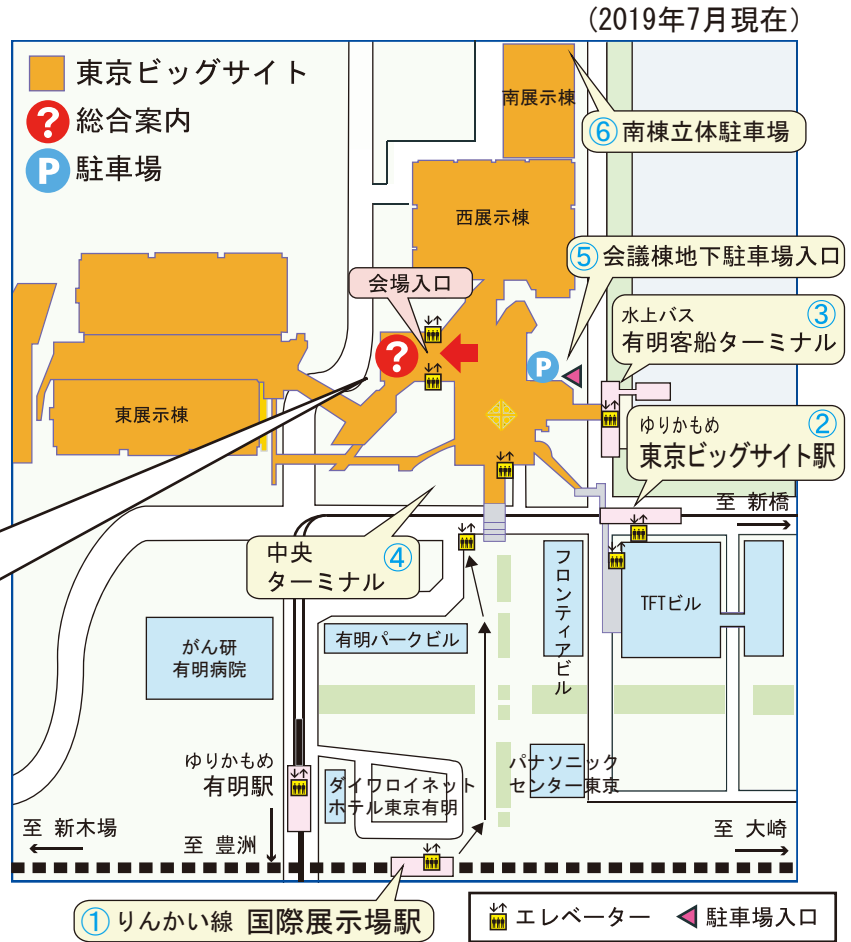 (2019年7月現在)
東京ビッグサイト
? 総合案内
P 駐車場
南展示棟
⑥ 南棟立体駐車場
西展示棟
⑤ 会議棟地下駐車場入口
会場入口
水上バス ③
有明客船ターミナル
?
P
東展示棟
ゆりかもめ ②
東京ビッグサイト駅
至 新橋
中央 ④
ターミナル
フロンティアビル
TFTビル
有明パークビル
がん研
有明病院
ゆりかもめ
有明駅
ダイワロイネット
ホテル東京有明
パナソニック
センター東京
至 新木場
至 豊洲
至 大崎
① りんかい線 国際展示場駅
エレベーター
駐車場入口